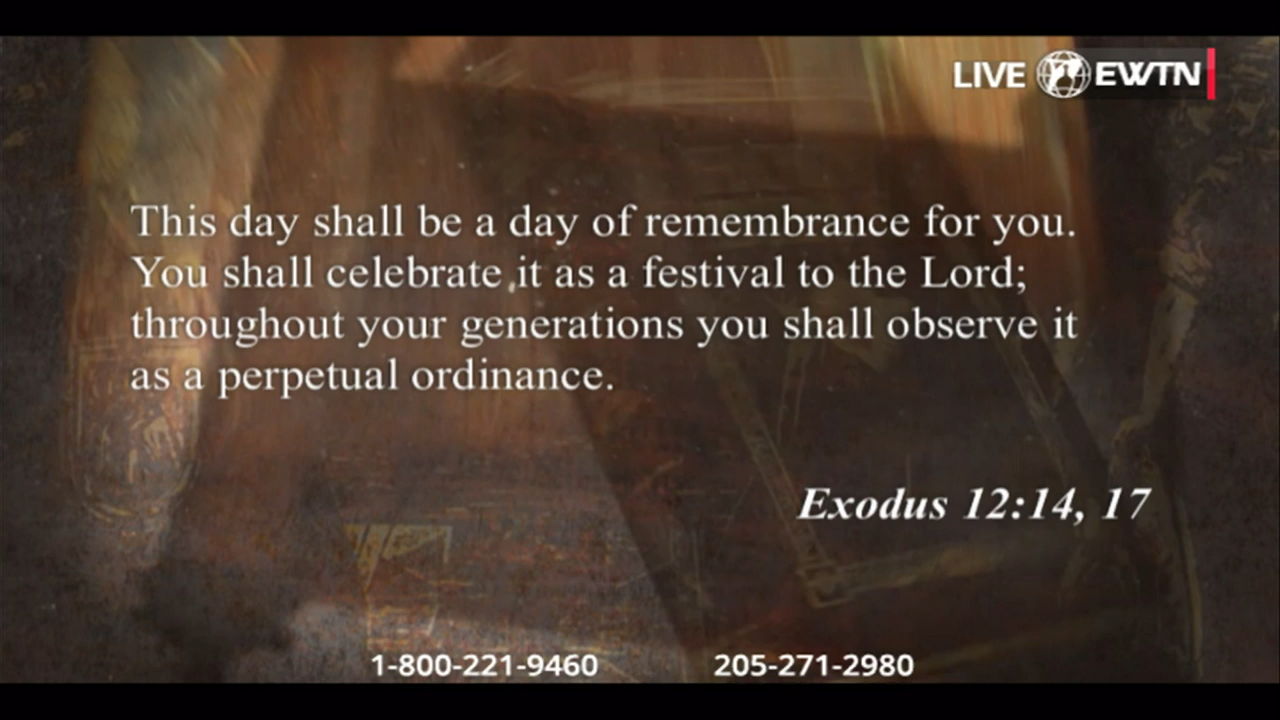 LIVE EWTN
This day shall be a day of remembrance for you.
You shall celebrate it as a festival to the Lord;
throughout your generations you shall observe it
as a perpetual ordinance.
Exodus 12:14, 17
1-800-221-9460 205-271-2980